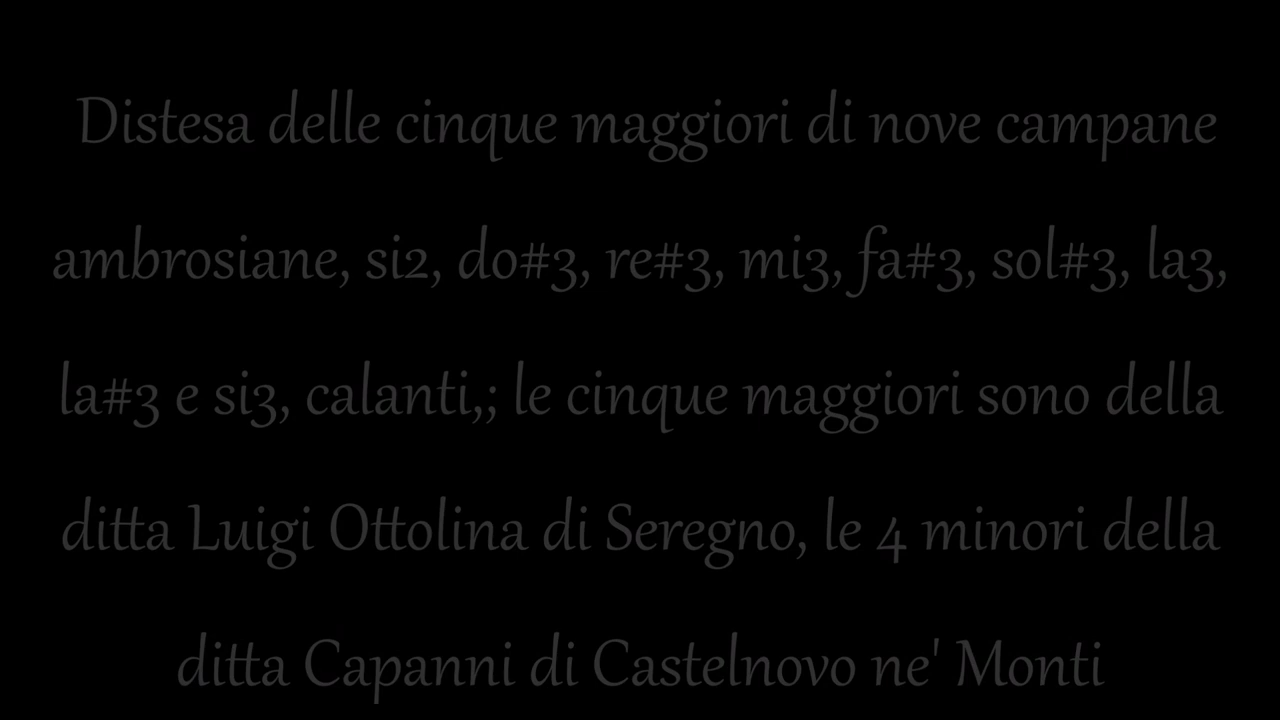 Distesa delle cinque maggiori di nove campane
ambrosiane, si2, do#3, re#3, mi3, fa#3, sol#3, la3,
la#3 e si3, calanti,; le cinque maggiori sono della
ditta Luigi Ottolina di Seregno, le 4 minori della
ditta Capanni di Castelnovo ne' Monti